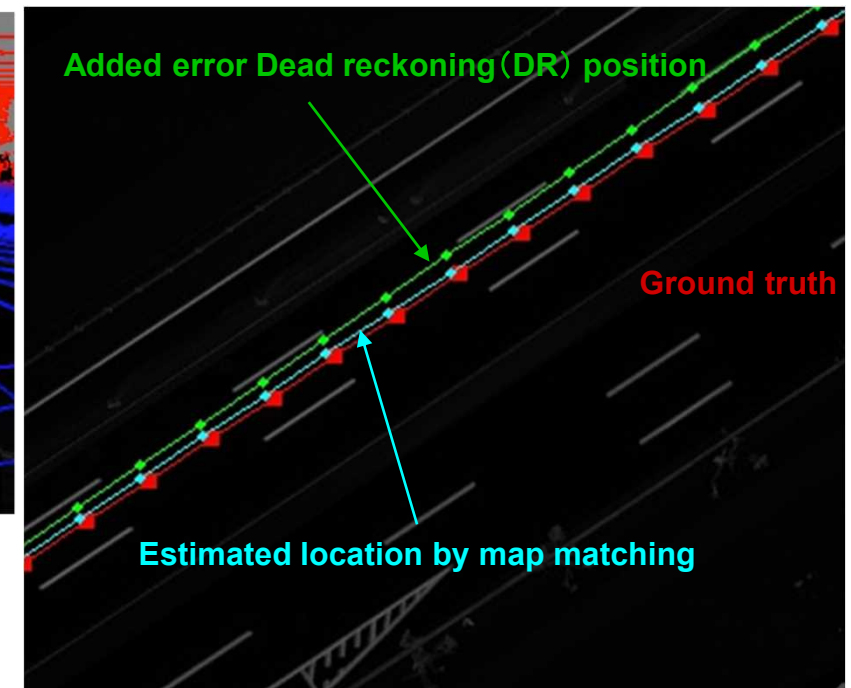 Added error Dead reckoning（DR） position
Ground truth
Estimated location by map matching